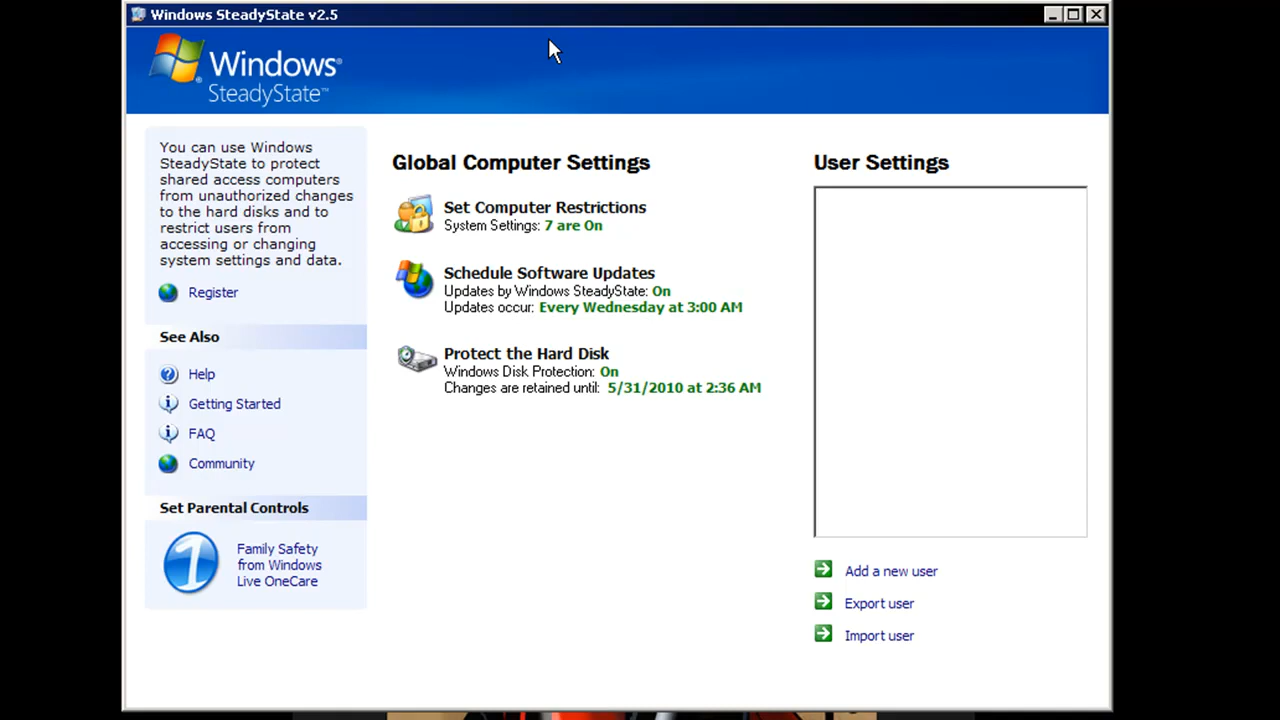 Windows SteadyState v2.5
Windows®
SteadyState™
You can use Windows
SteadyState to protect
shared access computers
from unauthorized changes
to the hard disks and to
restrict users from
accessing or changing
system settings and data.
Register
See Also
Help
Getting Started
FAQ
Community
Set Parental Controls
1
Family Safety
from Windows
Live OneCare
Global Computer Settings
Set Computer Restrictions
System Settings: 7 are On
Schedule Software Updates
Updates by Windows SteadyState: On
Updates occur: Every Wednesday at 3:00 AM
Protect the Hard Disk
Windows Disk Protection: On
Changes are retained until: 5/31/2010 at 2:36 AM
User Settings
Add a new user
Export user
Import user